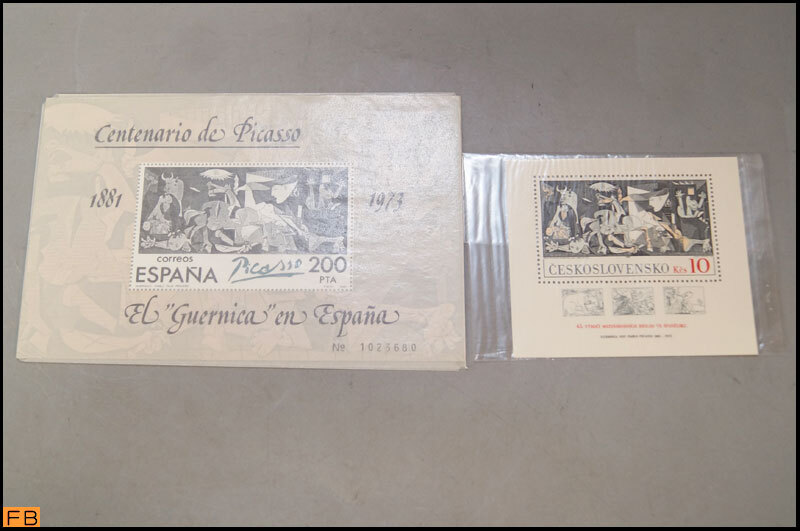 Centenario de Picasso
1881 1973
correos
ESPAÑA Picasso 200
PTA
El "Guernica" en España
Nº 1023680
ČESKOSLOVENSKO Kčs 10
FB